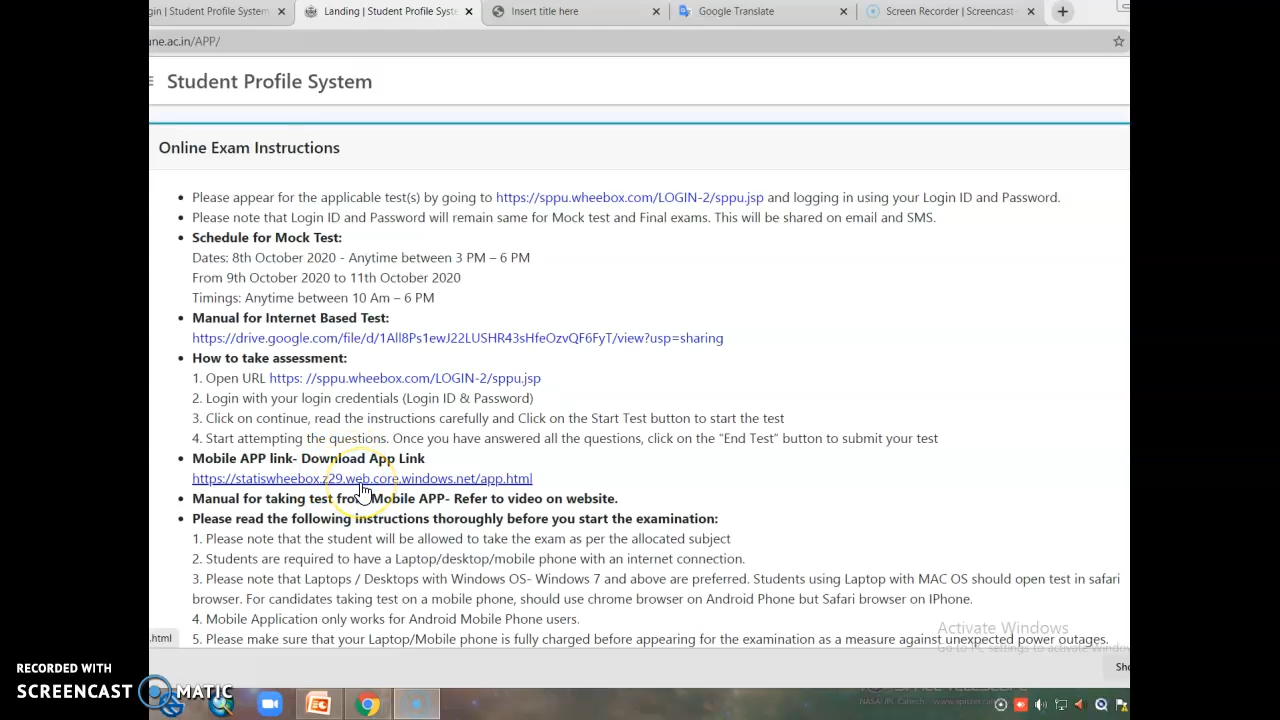 gin | Student Profile System
Landing | Student Profile Syste
Insert title here
Google Translate
Screen Recorder | Screencast-
une.ac.in/APP/
Student Profile System
Online Exam Instructions
Please appear for the applicable test(s) by going to https://sppu.wheebox.com/LOGIN-2/sppu.jsp and logging in using your Login ID and Password.
Please note that Login ID and Password will remain same for Mock test and Final exams. This will be shared on email and SMS.
Schedule for Mock Test:
Dates: 8th October 2020 - Anytime between 3 PM – 6 PM
From 9th October 2020 to 11th October 2020
Timings: Anytime between 10 Am – 6 PM
Manual for Internet Based Test:
https://drive.google.com/file/d/1All8Ps1ewJ22LUSHR43sHfeOzvQF6FyT/view?usp=sharing
How to take assessment:
1. Open URL https: //sppu.wheebox.com/LOGIN-2/sppu.jsp
2. Login with your login credentials (Login ID & Password)
3. Click on continue, read the instructions carefully and Click on the Start Test button to start the test
4. Start attempting the questions. Once you have answered all the questions, click on the "End Test" button to submit your test
Mobile APP link- Download App Link
https://statiswheebox.z29.web.core.windows.net/app.html
Manual for taking test from Mobile APP- Refer to video on website.
Please read the following instructions thoroughly before you start the examination:
1. Please note that the student will be allowed to take the exam as per the allocated subject
2. Students are required to have a Laptop/desktop/mobile phone with an internet connection.
3. Please note that Laptops / Desktops with Windows OS- Windows 7 and above are preferred. Students using Laptop with MAC OS should open test in safari
browser. For candidates taking test on a mobile phone, should use chrome browser on Android Phone but Safari browser on IPhone.
4. Mobile Application only works for Android Mobile Phone users.
5. Please make sure that your Laptop/Mobile phone is fully charged before appearing for the examination as a measure against unexpected power outages.
Activate Windows
Go to PC settings to activate Windows
.html
Sho
RECORDED WITH
SCREENCAST MATIC